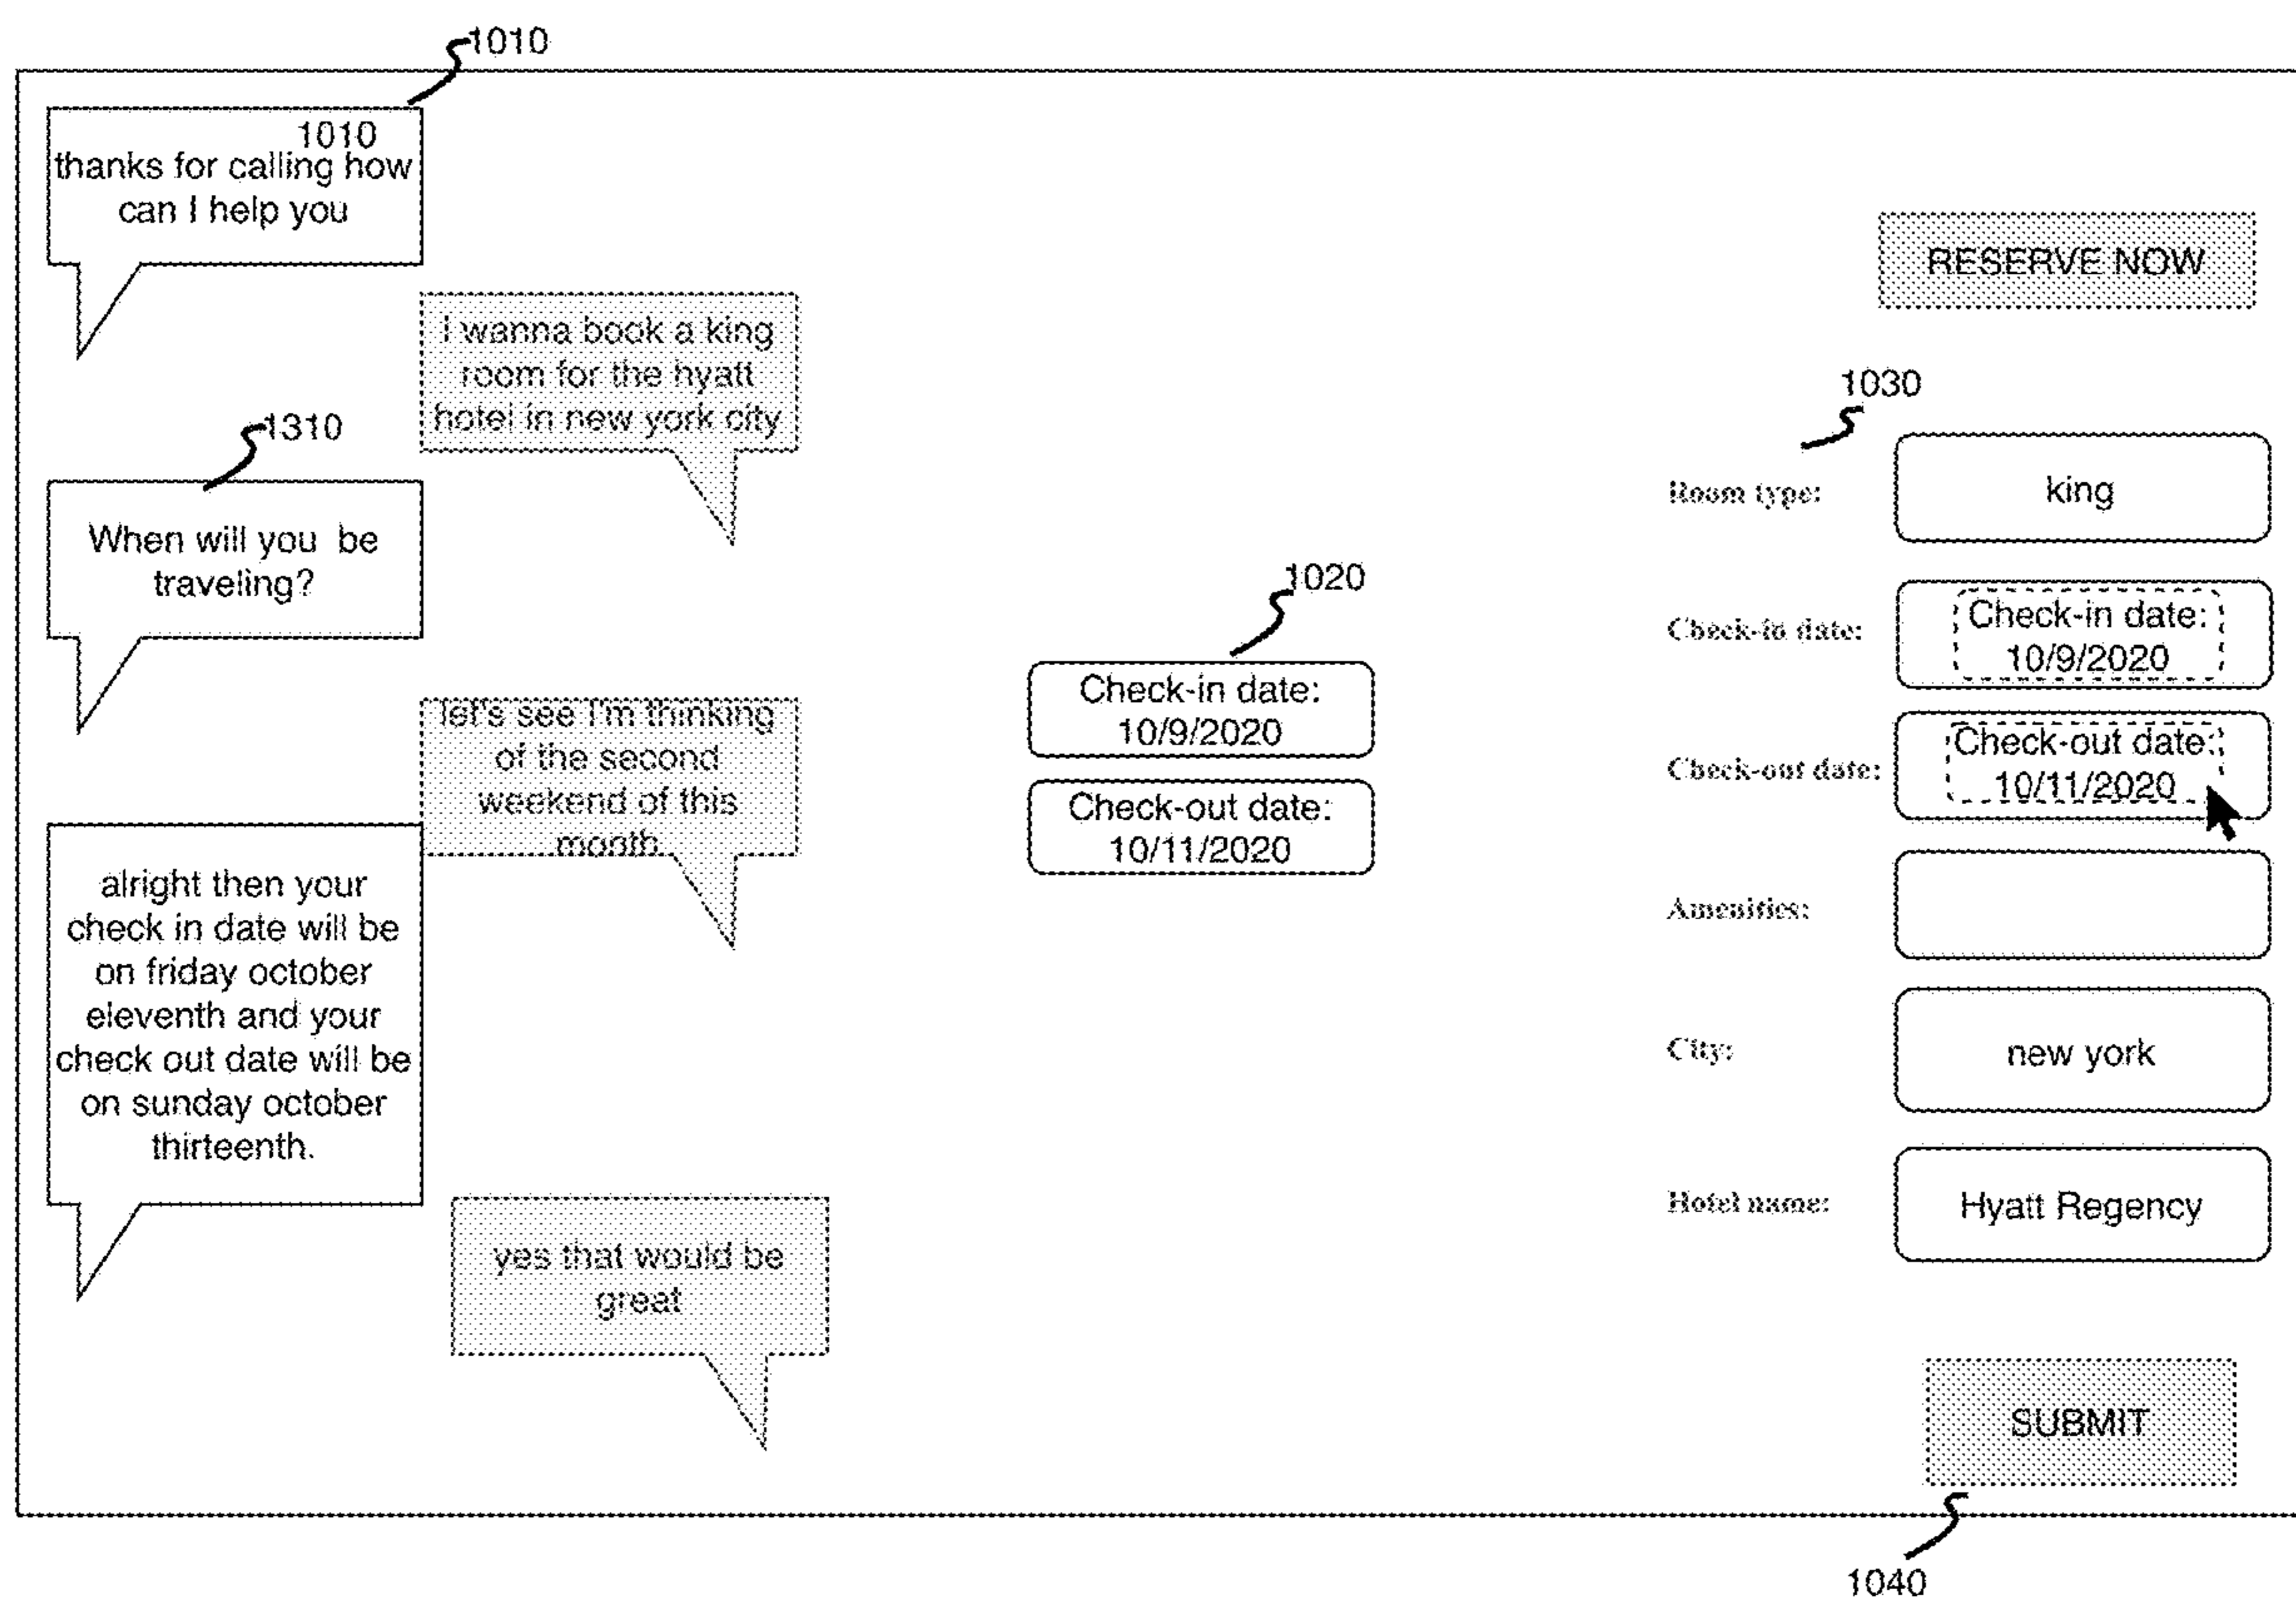 1010
1010
thanks for calling how
can I help you
I wanna book a king
room for the hyatt
hotel in new york city
1310
When will you be
traveling?
let's see I'm thinking
of the second
weekend of this
month
alright then your
check in date will be
on friday october
eleventh and your
check out date will be
on sunday october
thirteenth.
yes that would be
great
1020
Check-in date:
10/9/2020
Check-out date:
10/11/2020
RESERVE NOW
1030
Room type:
king
Check-in date:
Check-in date:
10/9/2020
Check-out date:
Check-out date:
10/11/2020
Amenities:
City:
new york
Hotel name:
Hyatt Regency
SUBMIT
1040